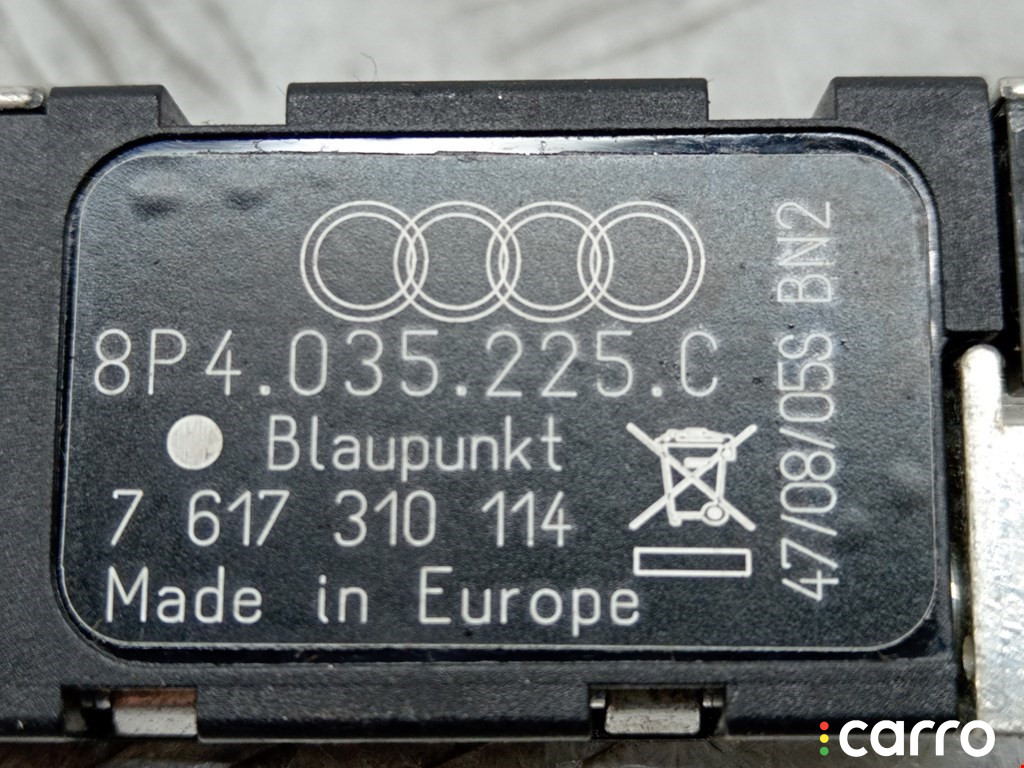 8P4.035.225.C
Blaupunkt
7 617 310 114
Made in Europe
47/08/05S BN2
carro